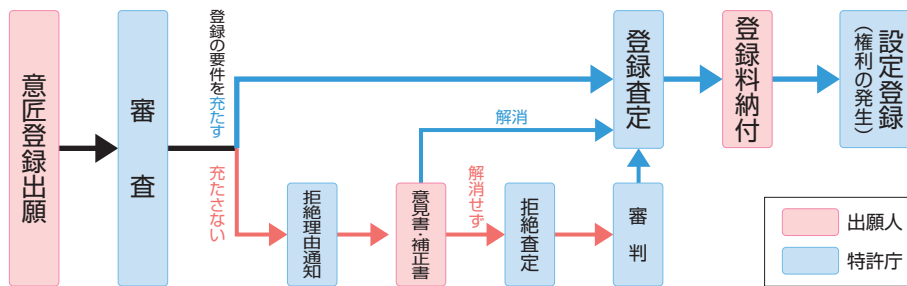 意匠登録出願
審査
登録の要件を充たす
充たさない
拒絶理由通知
意見書・補正書
解消
解消せず
拒絶査定
審判
登録査定
登録料納付
設定登録
(権利の発生)
出願人
特許庁